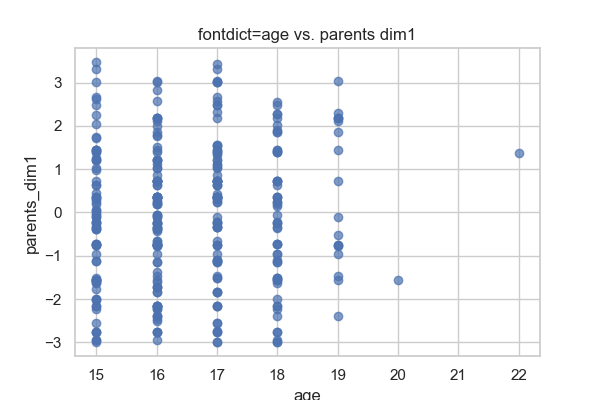 fontdict=age vs. parents dim1
parents_dim1
3
2
1
0
−1
−2
−3
15 16 17 18 19 20 21 22
age